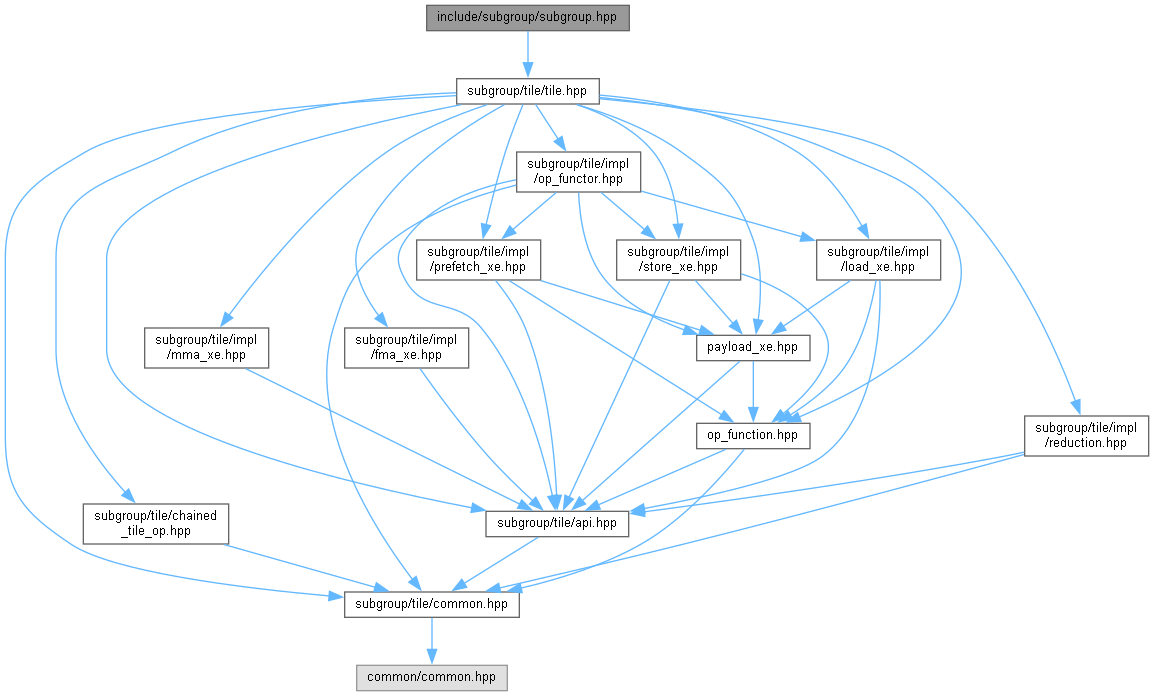 include/subgroup/subgroup.hpp
subgroup/tile/tile.hpp
subgroup/tile/impl
/op_functor.hpp
subgroup/tile/impl
/prefetch_xe.hpp
subgroup/tile/impl
/store_xe.hpp
subgroup/tile/impl
/load_xe.hpp
subgroup/tile/impl
/mma_xe.hpp
subgroup/tile/impl
/fma_xe.hpp
payload_xe.hpp
op_function.hpp
subgroup/tile/impl
/reduction.hpp
subgroup/tile/chained
_tile_op.hpp
subgroup/tile/api.hpp
subgroup/tile/common.hpp
common/common.hpp